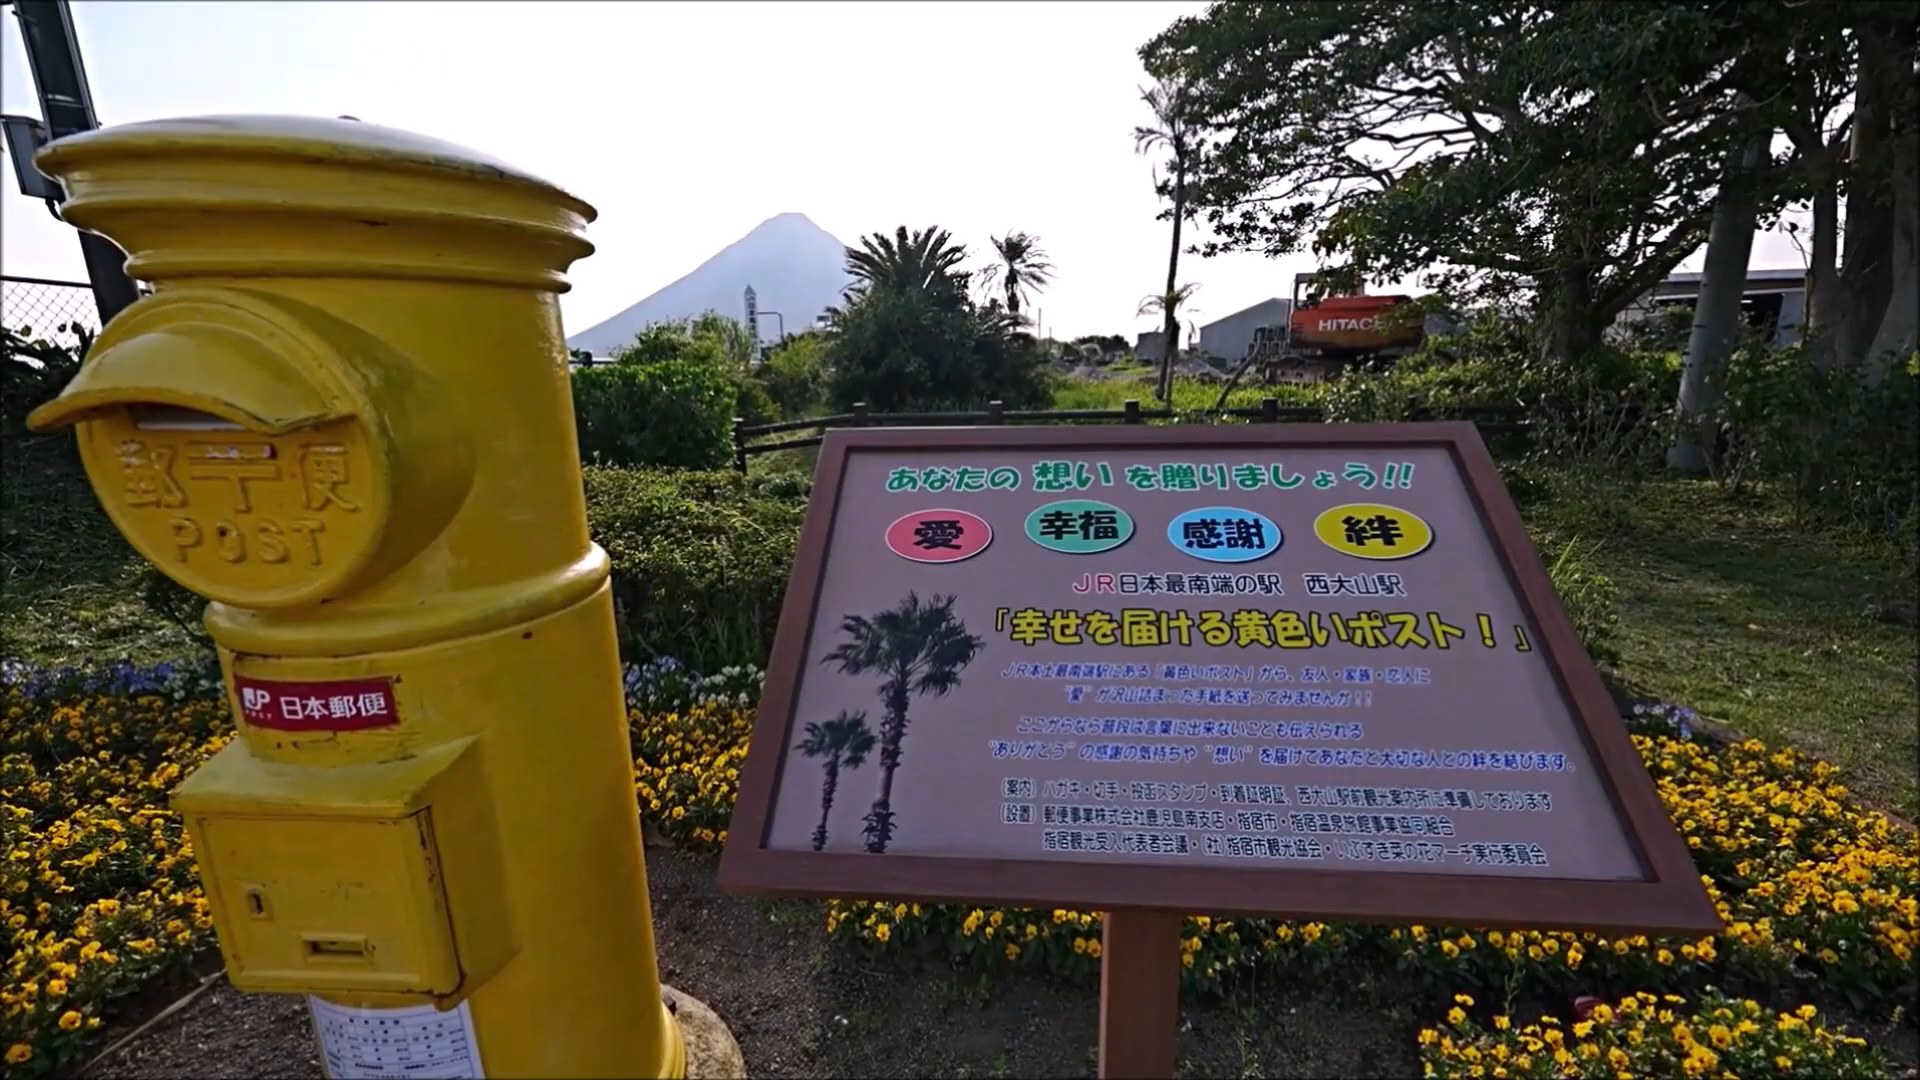 郵〒便
POST
POST
日本郵便
HITACHI
あなたの 想い を贈りましょう!!
愛 幸福 感謝 絆
JR日本最南端の駅 西大山駅
「幸せを届ける黄色いポスト！」
JR本土最南端駅にある「黄色いポスト」から、友人・家族・恋人に
"愛"が沢山詰まった手紙を送ってみませんか！！
ここからなら普段は言葉に出来ないことも伝えられる
"ありがとう"の感謝の気持ちや"想い"を届けてあなたと大切な人との絆を結びます。
(案内) ハガキ・切手・投函スタンプ・到着証明証、西大山駅前観光案内所に準備しております
(設置) 郵便事業株式会社鹿児島南支店・指宿市・指宿温泉旅館事業協同組合
指宿観光受入代表者会議・(社)指宿市観光協会・いぶすき菜の花マーチ実行委員会